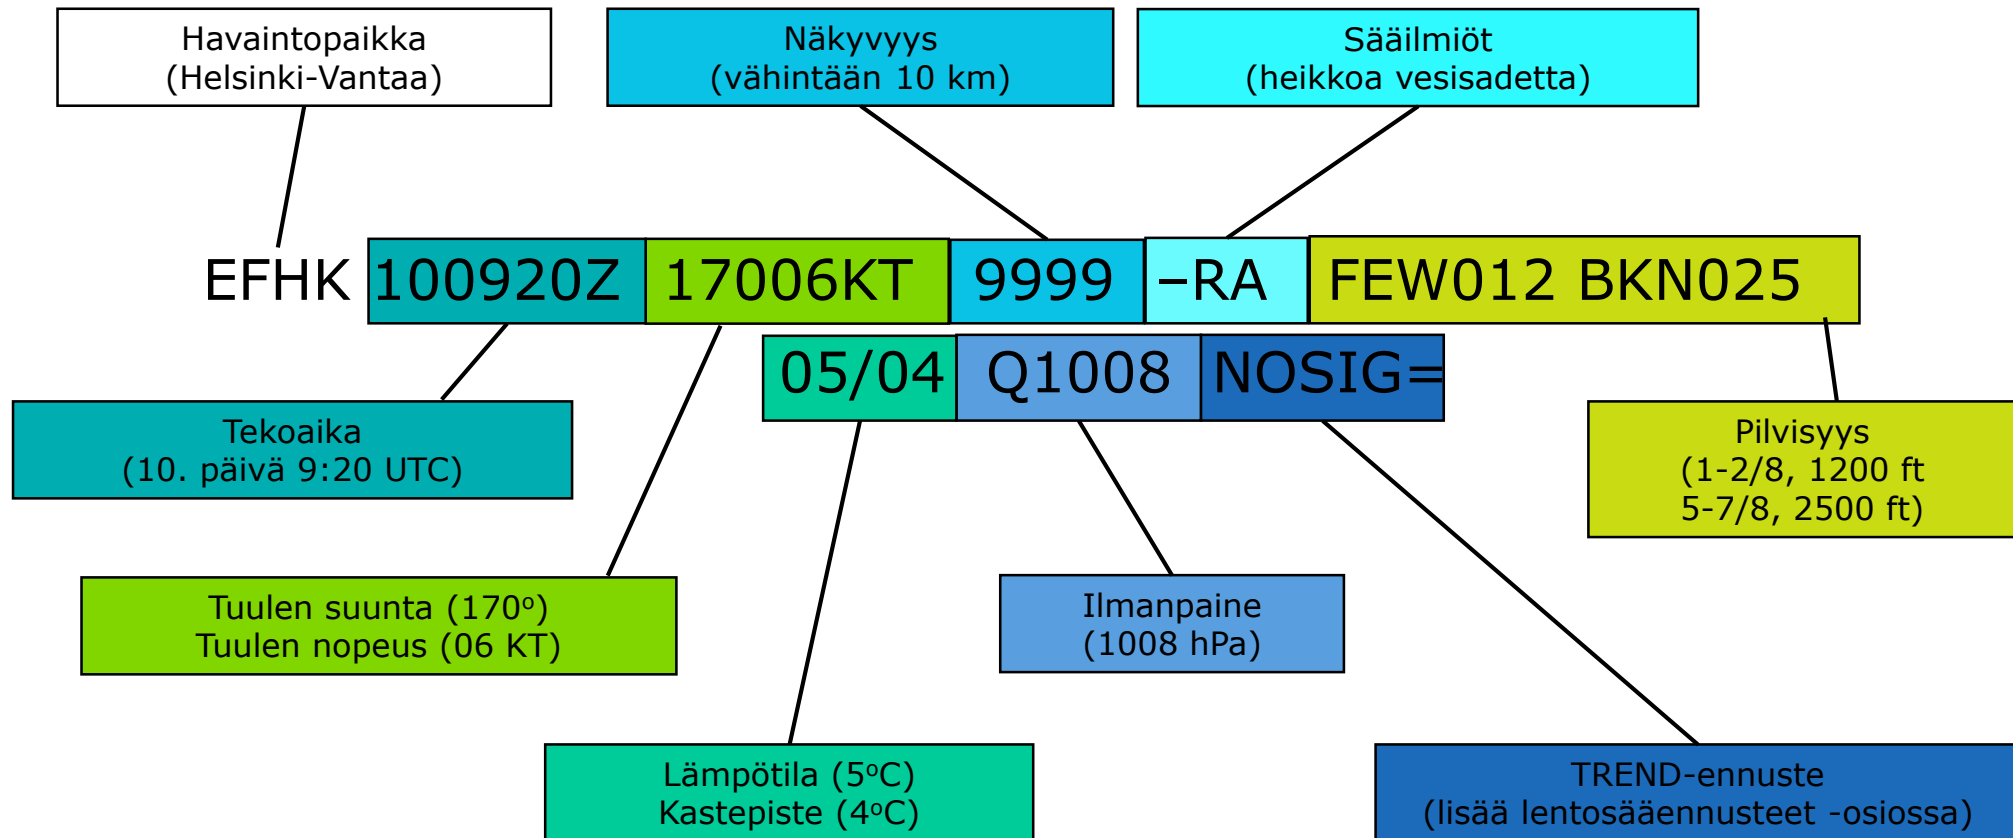 Havaintopaikka
(Helsinki-Vantaa)
Näkyvyys
(vähintään 10 km)
Sääilmiöt
(heikkoa vesisadetta)
EFHK 100920Z 17006KT 9999 –RA FEW012 BKN025
05/04 Q1008 NOSIG=
Tekoaika
(10. päivä 9:20 UTC)
Pilvisyys
(1-2/8, 1200 ft
5-7/8, 2500 ft)
Tuulen suunta (170º)
Tuulen nopeus (06 KT)
Ilmanpaine
(1008 hPa)
Lämpötila (5ºC)
Kastepiste (4ºC)
TREND-ennuste
(lisää lentosääennusteet -osiossa)